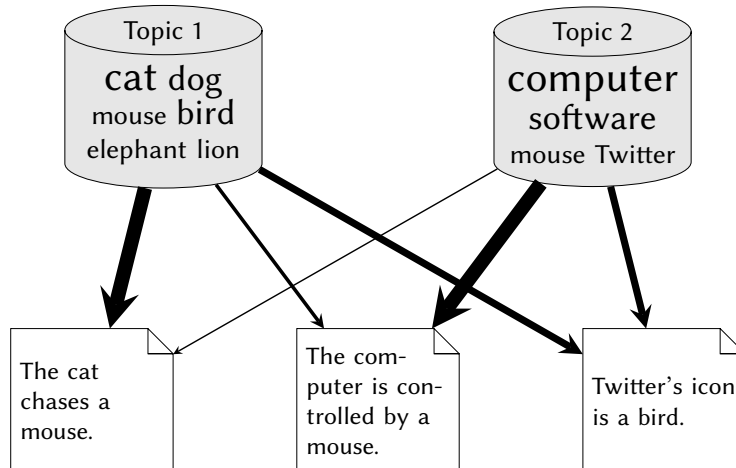 Topic 1
cat dog
mouse bird
elephant lion
Topic 2
computer
software
mouse Twitter
The cat
chases a
mouse.
The com-
puter is con-
trolled by a
mouse.
Twitter's icon
is a bird.